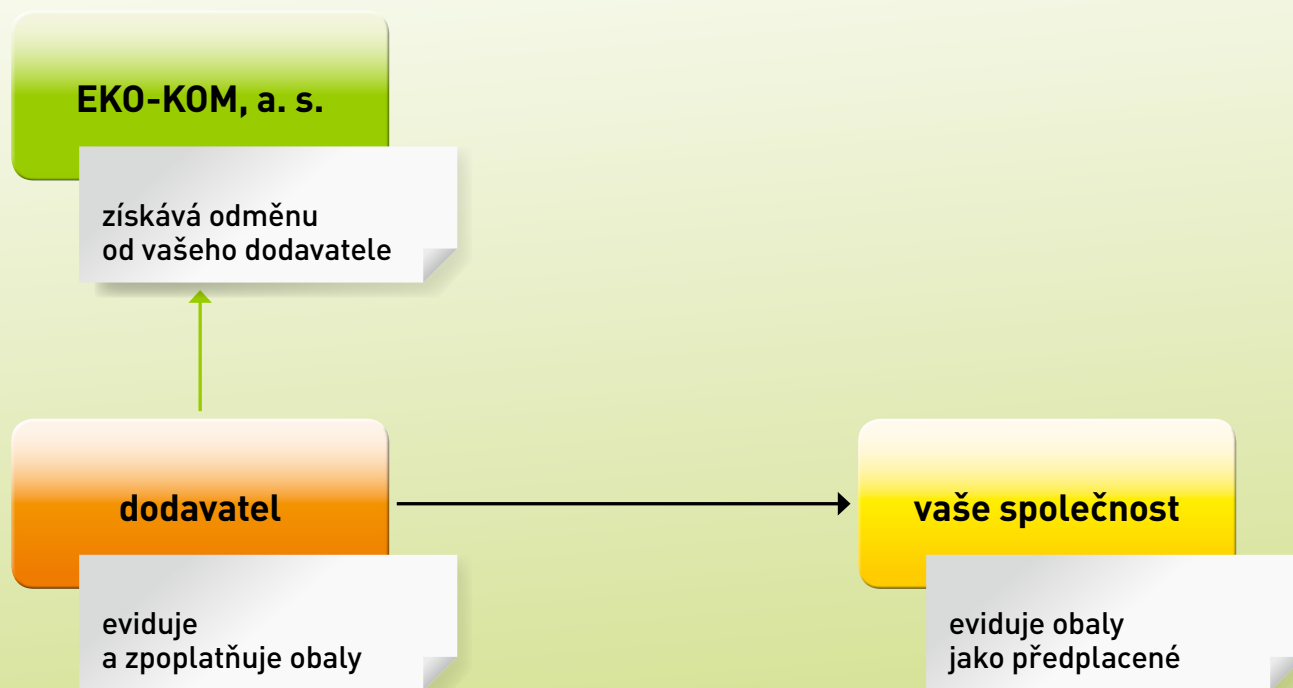 EKO-KOM, a. s.
získává odměnu
od vašeho dodavatele
dodavatel
eviduje
a zpoplatňuje obaly
vaše společnost
eviduje obaly
jako předplacené